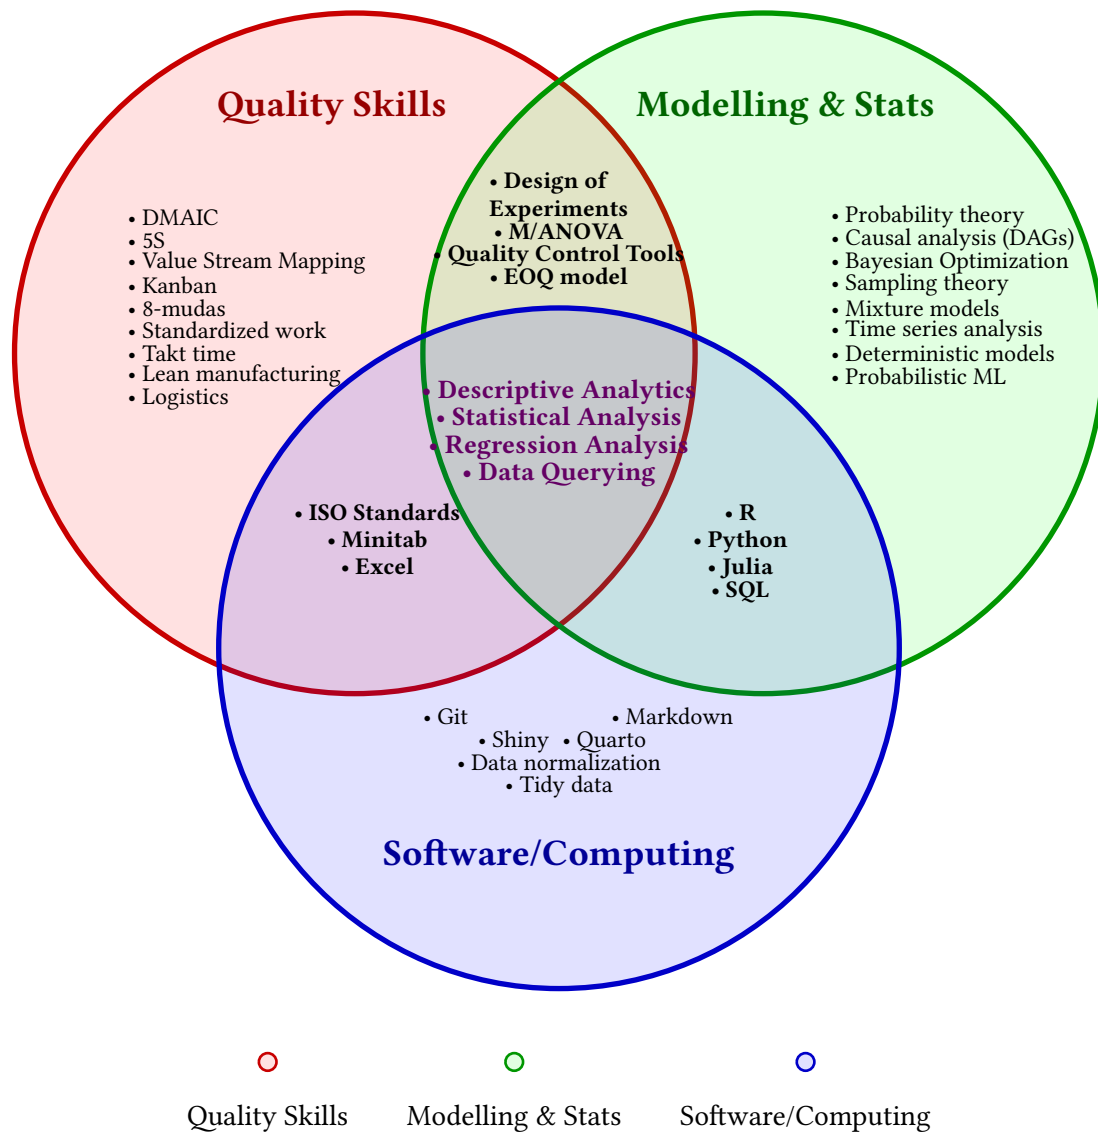 Quality Skills
Modelling & Stats
• DMAIC
• 5S
• Value Stream Mapping
• Kanban
• 8-mudas
• Standardized work
• Takt time
• Lean manufacturing
• Logistics
• Design of
Experiments
• M/ANOVA
• Quality Control Tools
• EOQ model
• Probability theory
• Causal analysis (DAGs)
• Bayesian Optimization
• Sampling theory
• Mixture models
• Time series analysis
• Deterministic models
• Probabilistic ML
• Descriptive Analytics
• Statistical Analysis
• Regression Analysis
• Data Querying
• ISO Standards
• Minitab
• Excel
• R
• Python
• Julia
• SQL
• Git
• Markdown
• Shiny
• Quarto
• Data normalization
• Tidy data
Software/Computing
Quality Skills
Modelling & Stats
Software/Computing